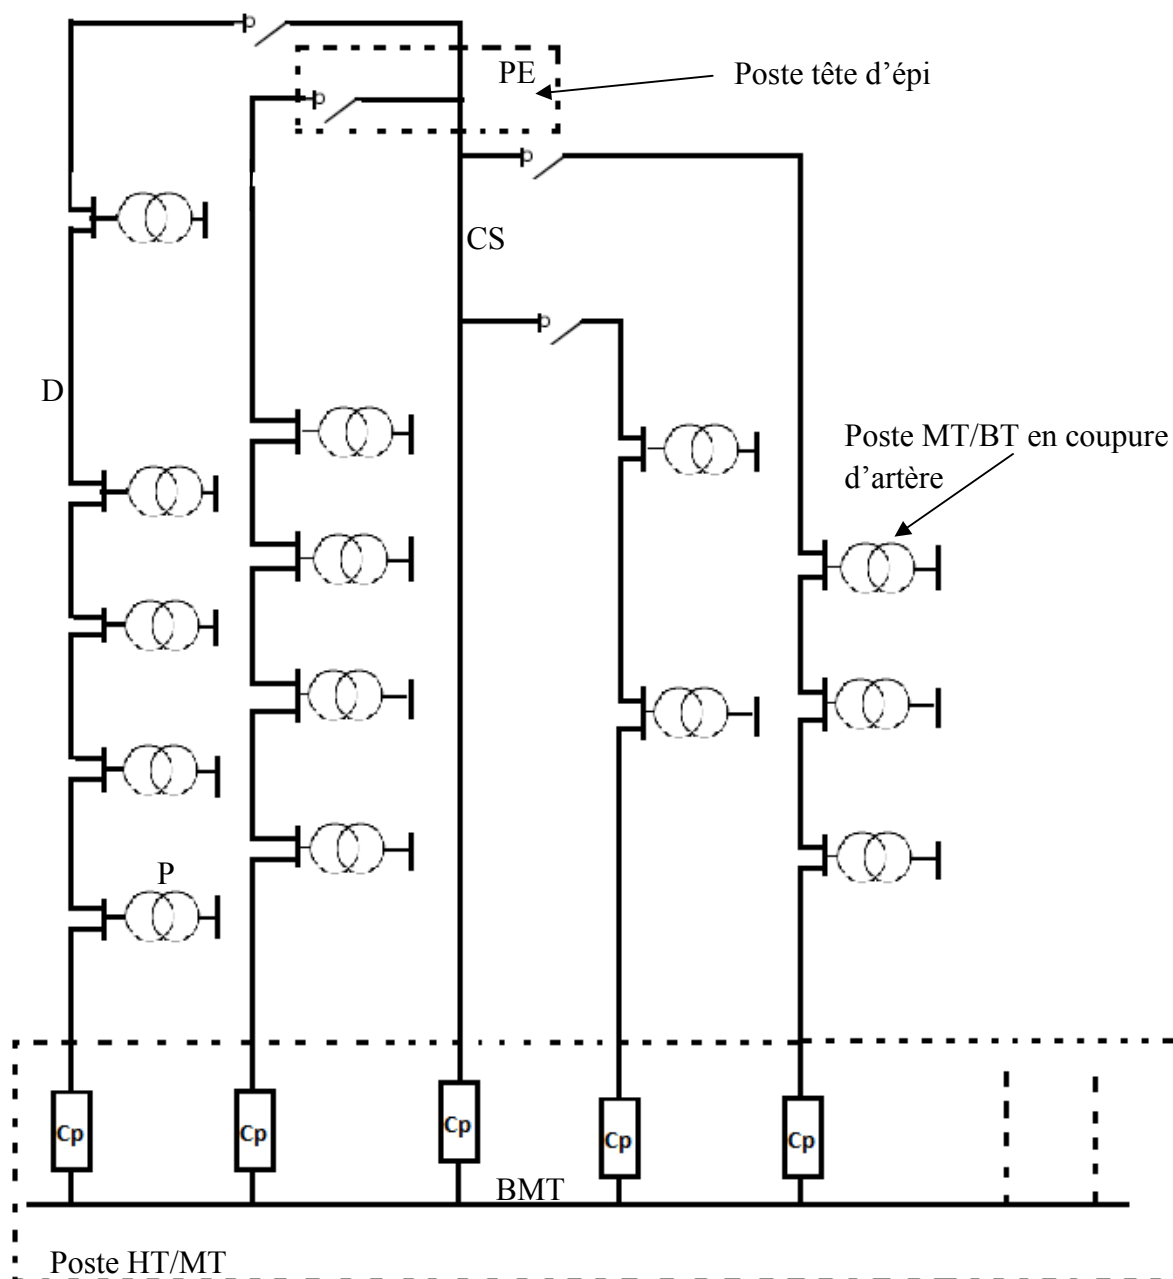 PE
Poste tête d’épi
CS
D
Poste MT/BT en coupure
d’artère
P
Cp
Cp
Cp
Cp
Cp
BMT
Poste HT/MT